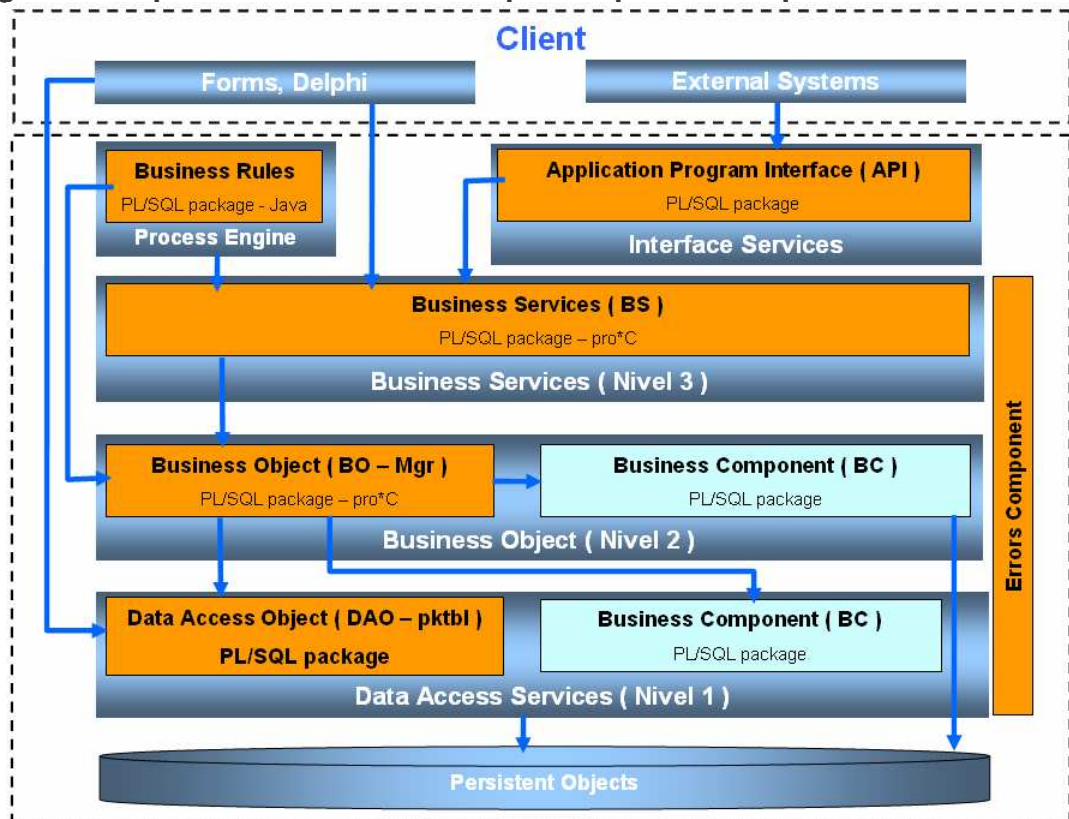 Client
Forms, Delphi
External Systems
Business Rules
PL/SQL package - Java
Process Engine
Application Program Interface ( API )
PL/SQL package
Interface Services
Business Services ( BS )
PL/SQL package – pro*C
Business Services ( Nivel 3 )
Business Object ( BO – Mgr )
PL/SQL package – pro*C
Business Component ( BC )
PL/SQL package
Business Object ( Nivel 2 )
Data Access Object ( DAO – pktbl )
PL/SQL package
Business Component ( BC )
PL/SQL package
Data Access Services ( Nivel 1 )
Errors Component
Persistent Objects